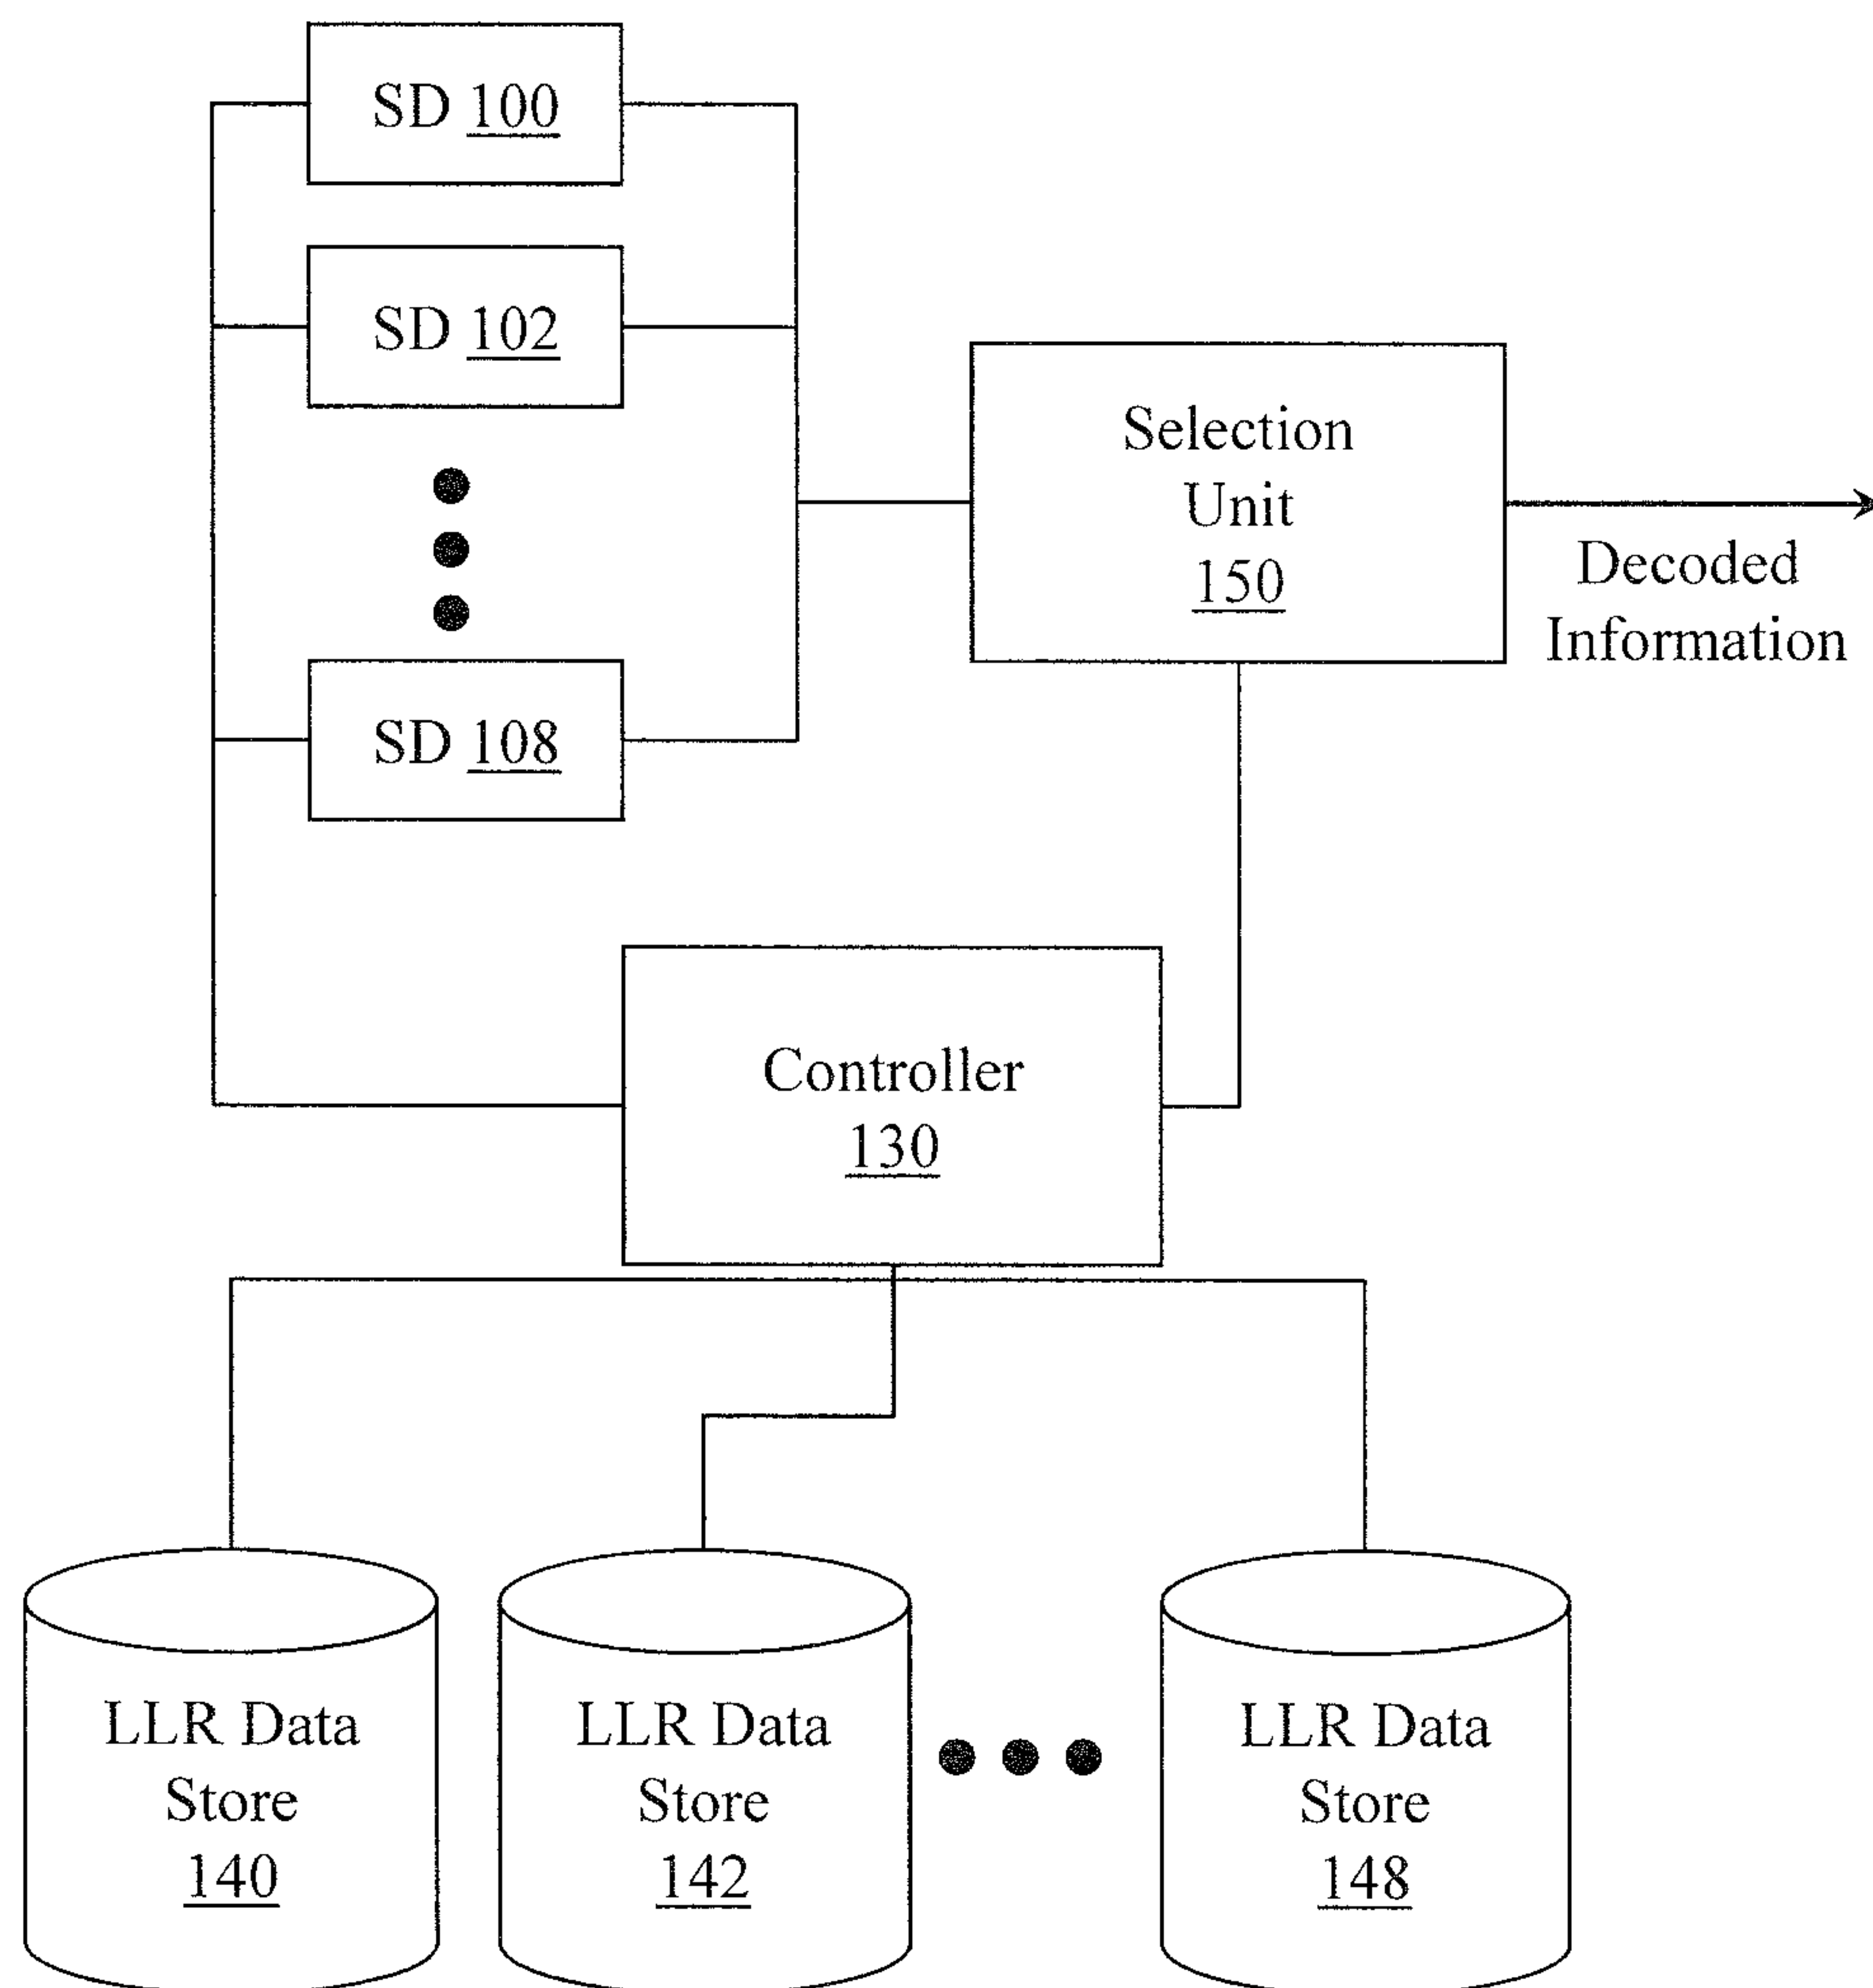 SD 100
SD 102
SD 108
Selection
Unit
150
Decoded
Information
Controller
130
LLR Data
Store
140
LLR Data
Store
142
LLR Data
Store
148